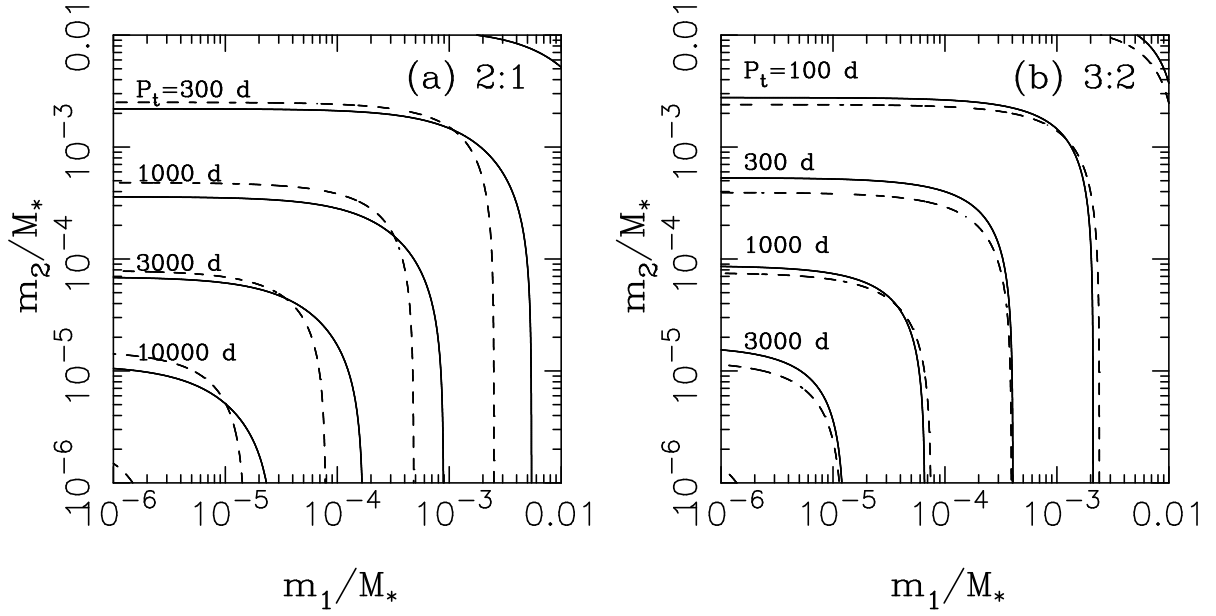 (a) 2:1
P_t=300 d
1000 d
3000 d
10000 d
0.01
10^{-3}
10^{-4}
10^{-5}
10^{-6}
m_2/M_*
10^{-6} 10^{-5} 10^{-4} 10^{-3} 0.01
m_1/M_*
(b) 3:2
P_t=100 d
300 d
1000 d
3000 d
0.01
10^{-3}
10^{-4}
10^{-5}
10^{-6}
m_2/M_*
10^{-6} 10^{-5} 10^{-4} 10^{-3} 0.01
m_1/M_*